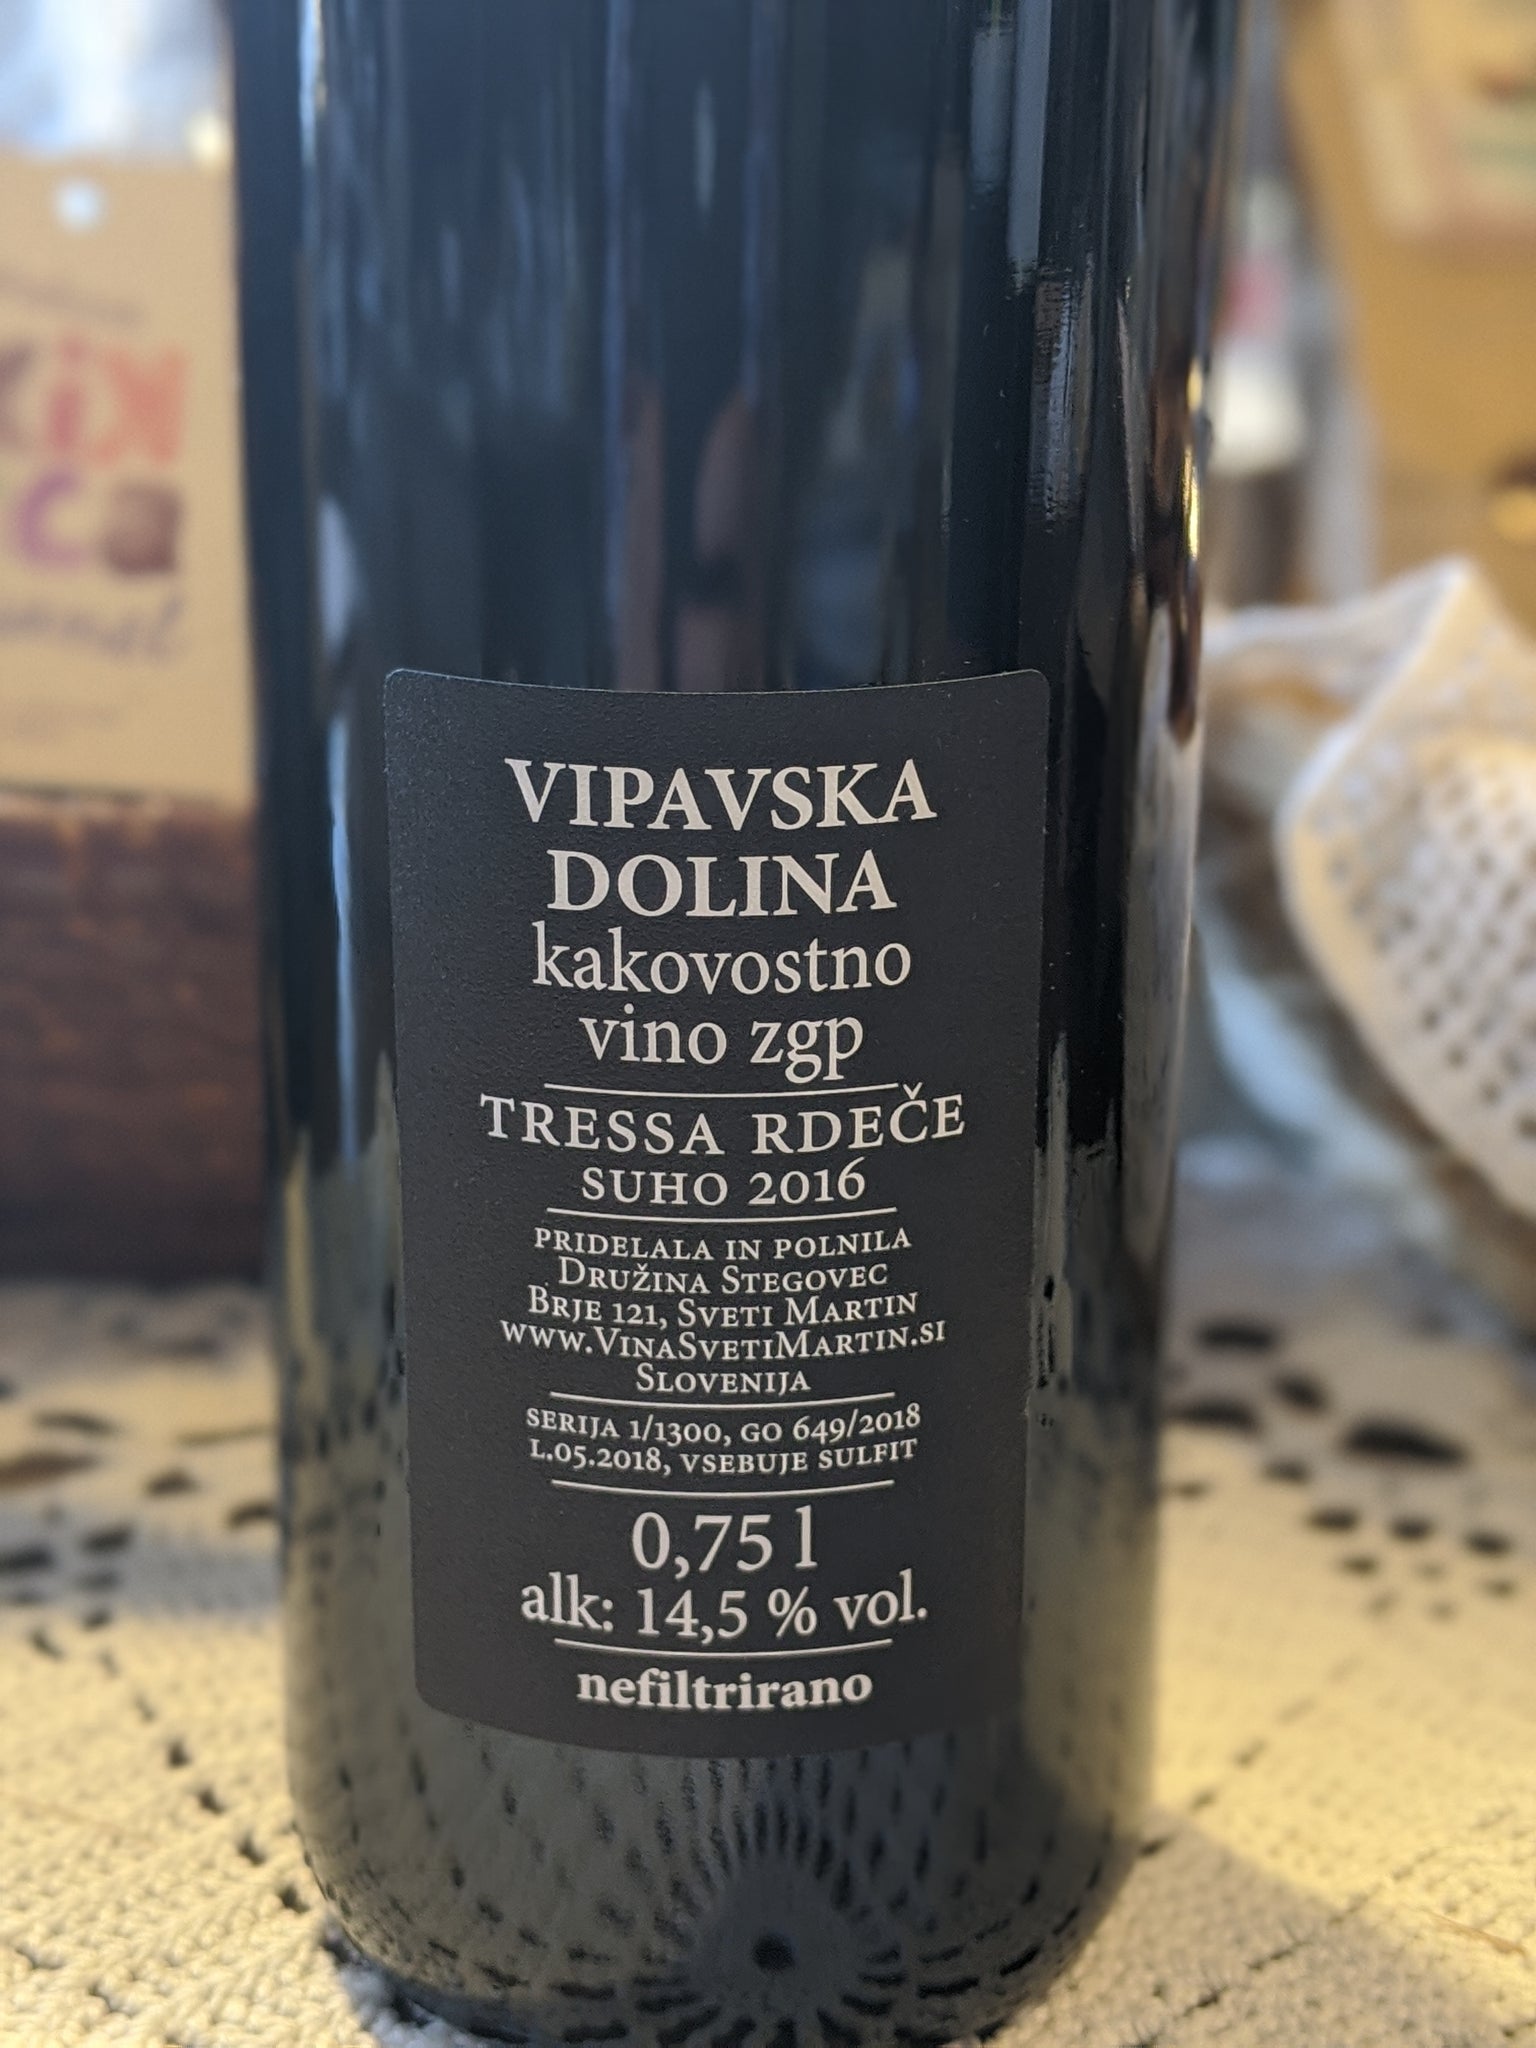 VIPAVSKA
DOLINA
kakovostno
vino zgp
TRESSA RDEČE
SUHO 2016
PRIDELALA IN POLNILA
DRUŽINA STEGOVEC
BRJE 121, SVETI MARTIN
WWW.VINASVETIMARTIN.SI
SLOVENIJA
SERIJA 1/1300, GO 649/2018
L.05.2018, VSEBUJE SULFIT
0,75 l
alk: 14,5 % vol.
nefiltrirano